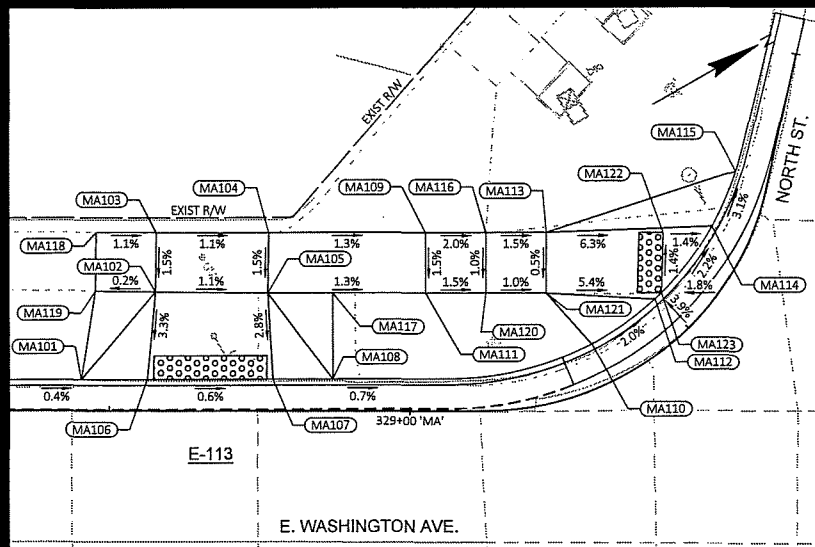 NORTH ST.
MA115
EXIST R/W
MA103
MA104
MA109
MA116
MA113
MA122
EXIST R/W
3.1%
MA118
1.1%
1.1%
1.3%
2.0%
1.5%
6.3%
1.4%
1.5%
1.5%
1.5%
1.0%
0.5%
1.4%
2.2%
MA102
MA105
MA114
0.2%
1.1%
1.3%
1.5%
1.0%
5.4%
1.8%
MA119
MA117
MA120
MA121
3.9%
3.3%
2.8%
2.0%
MA123
MA101
MA108
MA111
MA112
0.4%
0.6%
0.7%
MA110
MA106
MA107
329+00 'MA'
E-113
E. WASHINGTON AVE.